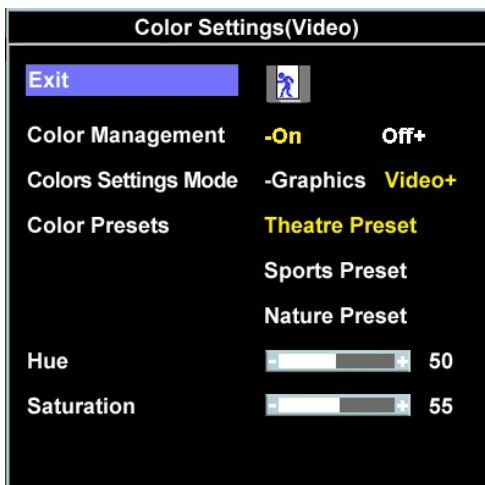 Color Settings(Video)
Exit
Color Management -On Off+
Colors Settings Mode -Graphics Video+
Color Presets Theatre Preset
Sports Preset
Nature Preset
Hue - + 50
Saturation - + 55